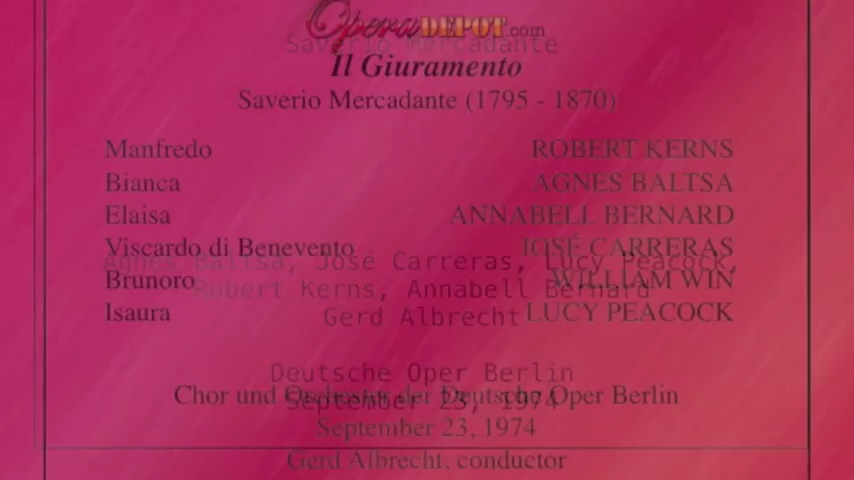 OperaDEPOT.com
Saverio Mercadante
Il Giuramento
Saverio Mercadante (1795 - 1870)
Manfredo ROBERT KERNS
Bianca AGNES BALTSA
Elaisa ANNABELL BERNARD
Viscardo di Benevento JOSÉ CARRERAS
Agnes Baltsa, José Carreras, Lucy Peacock,
Brunoro WILLIAM WIN
Robert Kerns, Annabell Bernard
Isaura LUCY PEACOCK
Gerd Albrecht
Deutsche Oper Berlin
Chor und Orchester der Deutsche Oper Berlin
September 23, 1974
September 23, 1974
Gerd Albrecht, conductor